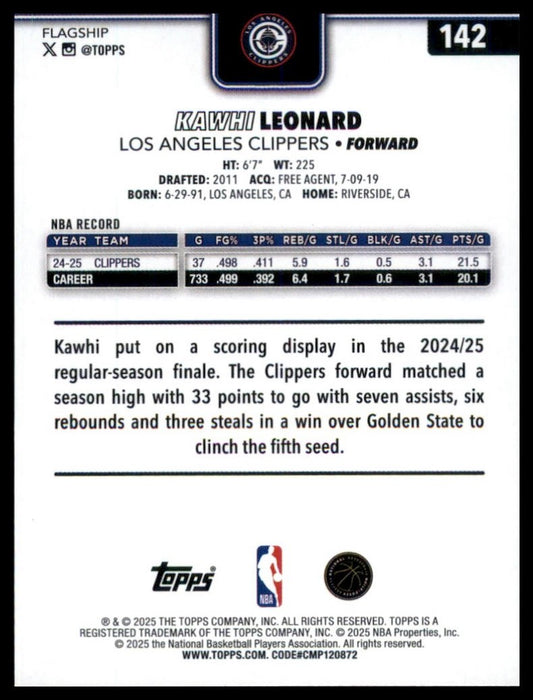 FLAGSHIP
@TOPPS
142
LOS ANGELES
CLIPPERS
KAWHI LEONARD
LOS ANGELES CLIPPERS • FORWARD
HT: 6'7" WT: 225
DRAFTED: 2011 ACQ: FREE AGENT, 7-09-19
BORN: 6-29-91, LOS ANGELES, CA HOME: RIVERSIDE, CA
NBA RECORD
YEAR TEAM G FG% 3P% REB/G STL/G BLK/G AST/G PTS/G
24-25 CLIPPERS 37 .498 .411 5.9 1.6 0.5 3.1 21.5
CAREER 733 .499 .392 6.4 1.7 0.6 3.1 20.1
Kawhi put on a scoring display in the 2024/25
regular-season finale. The Clippers forward matched a
season high with 33 points to go with seven assists, six
rebounds and three steals in a win over Golden State to
clinch the fifth seed.
topps®
NBA
® & © 2025 THE TOPPS COMPANY, INC. ALL RIGHTS RESERVED. TOPPS IS A
REGISTERED TRADEMARK OF THE TOPPS COMPANY, INC. © 2025 NBA Properties, Inc.
© 2025 the National Basketball Players Association. All rights reserved.
WWW.TOPPS.COM. CODE#CMP120872